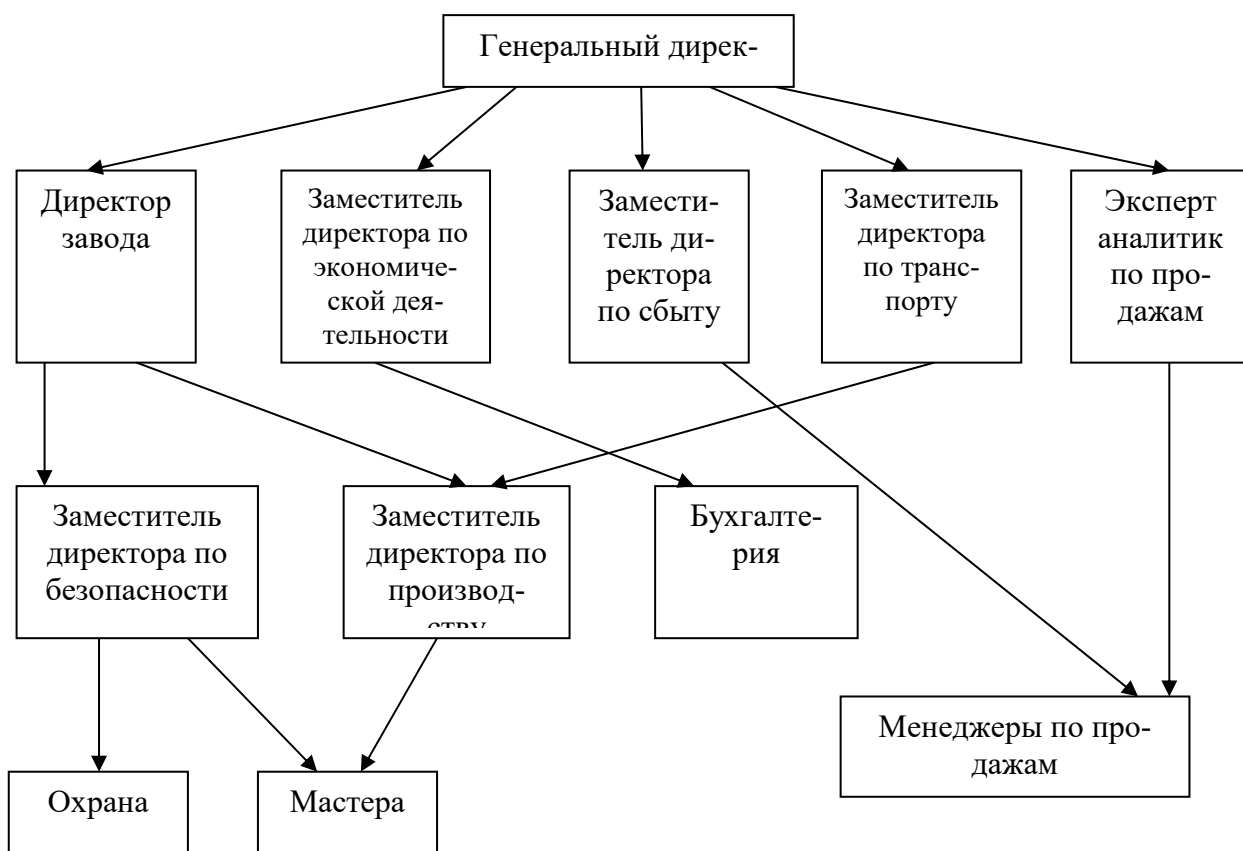 Генеральный дирек-
Директор
завода
Заместитель
директора по
экономиче-
ской дея-
тельности
Замести-
тель ди-
ректора
по сбыту
Заместитель
директора
по транс-
порту
Эксперт
аналитик
по про-
дажам
Заместитель
директора по
безопасности
Заместитель
директора по
производ-
ству
Бухгалте-
рия
Менеджеры по про-
дажам
Охрана
Мастера